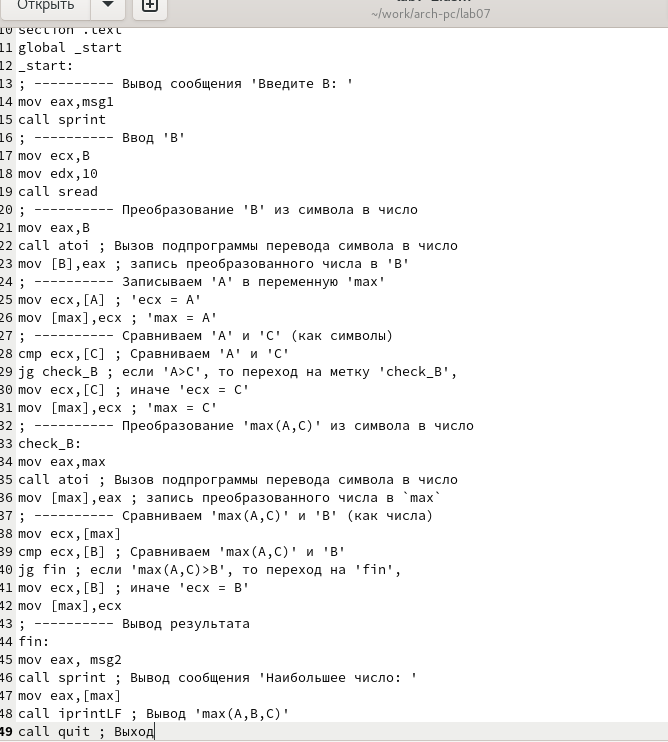 Открыть
~/work/arch-pc/lab07
10 section .text
11 global _start
12 _start:
13 ; ---------- Вывод сообщения 'Введите B: '
14 mov eax,msg1
15 call sprint
16 ; ---------- Ввод 'B'
17 mov ecx,B
18 mov edx,10
19 call sread
20 ; ---------- Преобразование 'B' из символа в число
21 mov eax,B
22 call atoi ; Вызов подпрограммы перевода символа в число
23 mov [B],eax ; запись преобразованного числа в 'B'
24 ; ---------- Записываем 'A' в переменную 'max'
25 mov ecx,[A] ; 'ecx = A'
26 mov [max],ecx ; 'max = A'
27 ; ---------- Сравниваем 'A' и 'С' (как символы)
28 cmp ecx,[C] ; Сравниваем 'A' и 'С'
29 jg check_B ; если 'A>C', то переход на метку 'check_B',
30 mov ecx,[C] ; иначе 'ecx = C'
31 mov [max],ecx ; 'max = C'
32 ; ---------- Преобразование 'max(A,C)' из символа в число
33 check_B:
34 mov eax,max
35 call atoi ; Вызов подпрограммы перевода символа в число
36 mov [max],eax ; запись преобразованного числа в `max`
37 ; ---------- Сравниваем 'max(A,C)' и 'B' (как числа)
38 mov ecx,[max]
39 cmp ecx,[B] ; Сравниваем 'max(A,C)' и 'B'
40 jg fin ; если 'max(A,C)>B', то переход на 'fin',
41 mov ecx,[B] ; иначе 'ecx = B'
42 mov [max],ecx
43 ; ---------- Вывод результата
44 fin:
45 mov eax, msg2
46 call sprint ; Вывод сообщения 'Наибольшее число: '
47 mov eax,[max]
48 call iprintLF ; Вывод 'max(A,B,C)'
49 call quit ; Выход